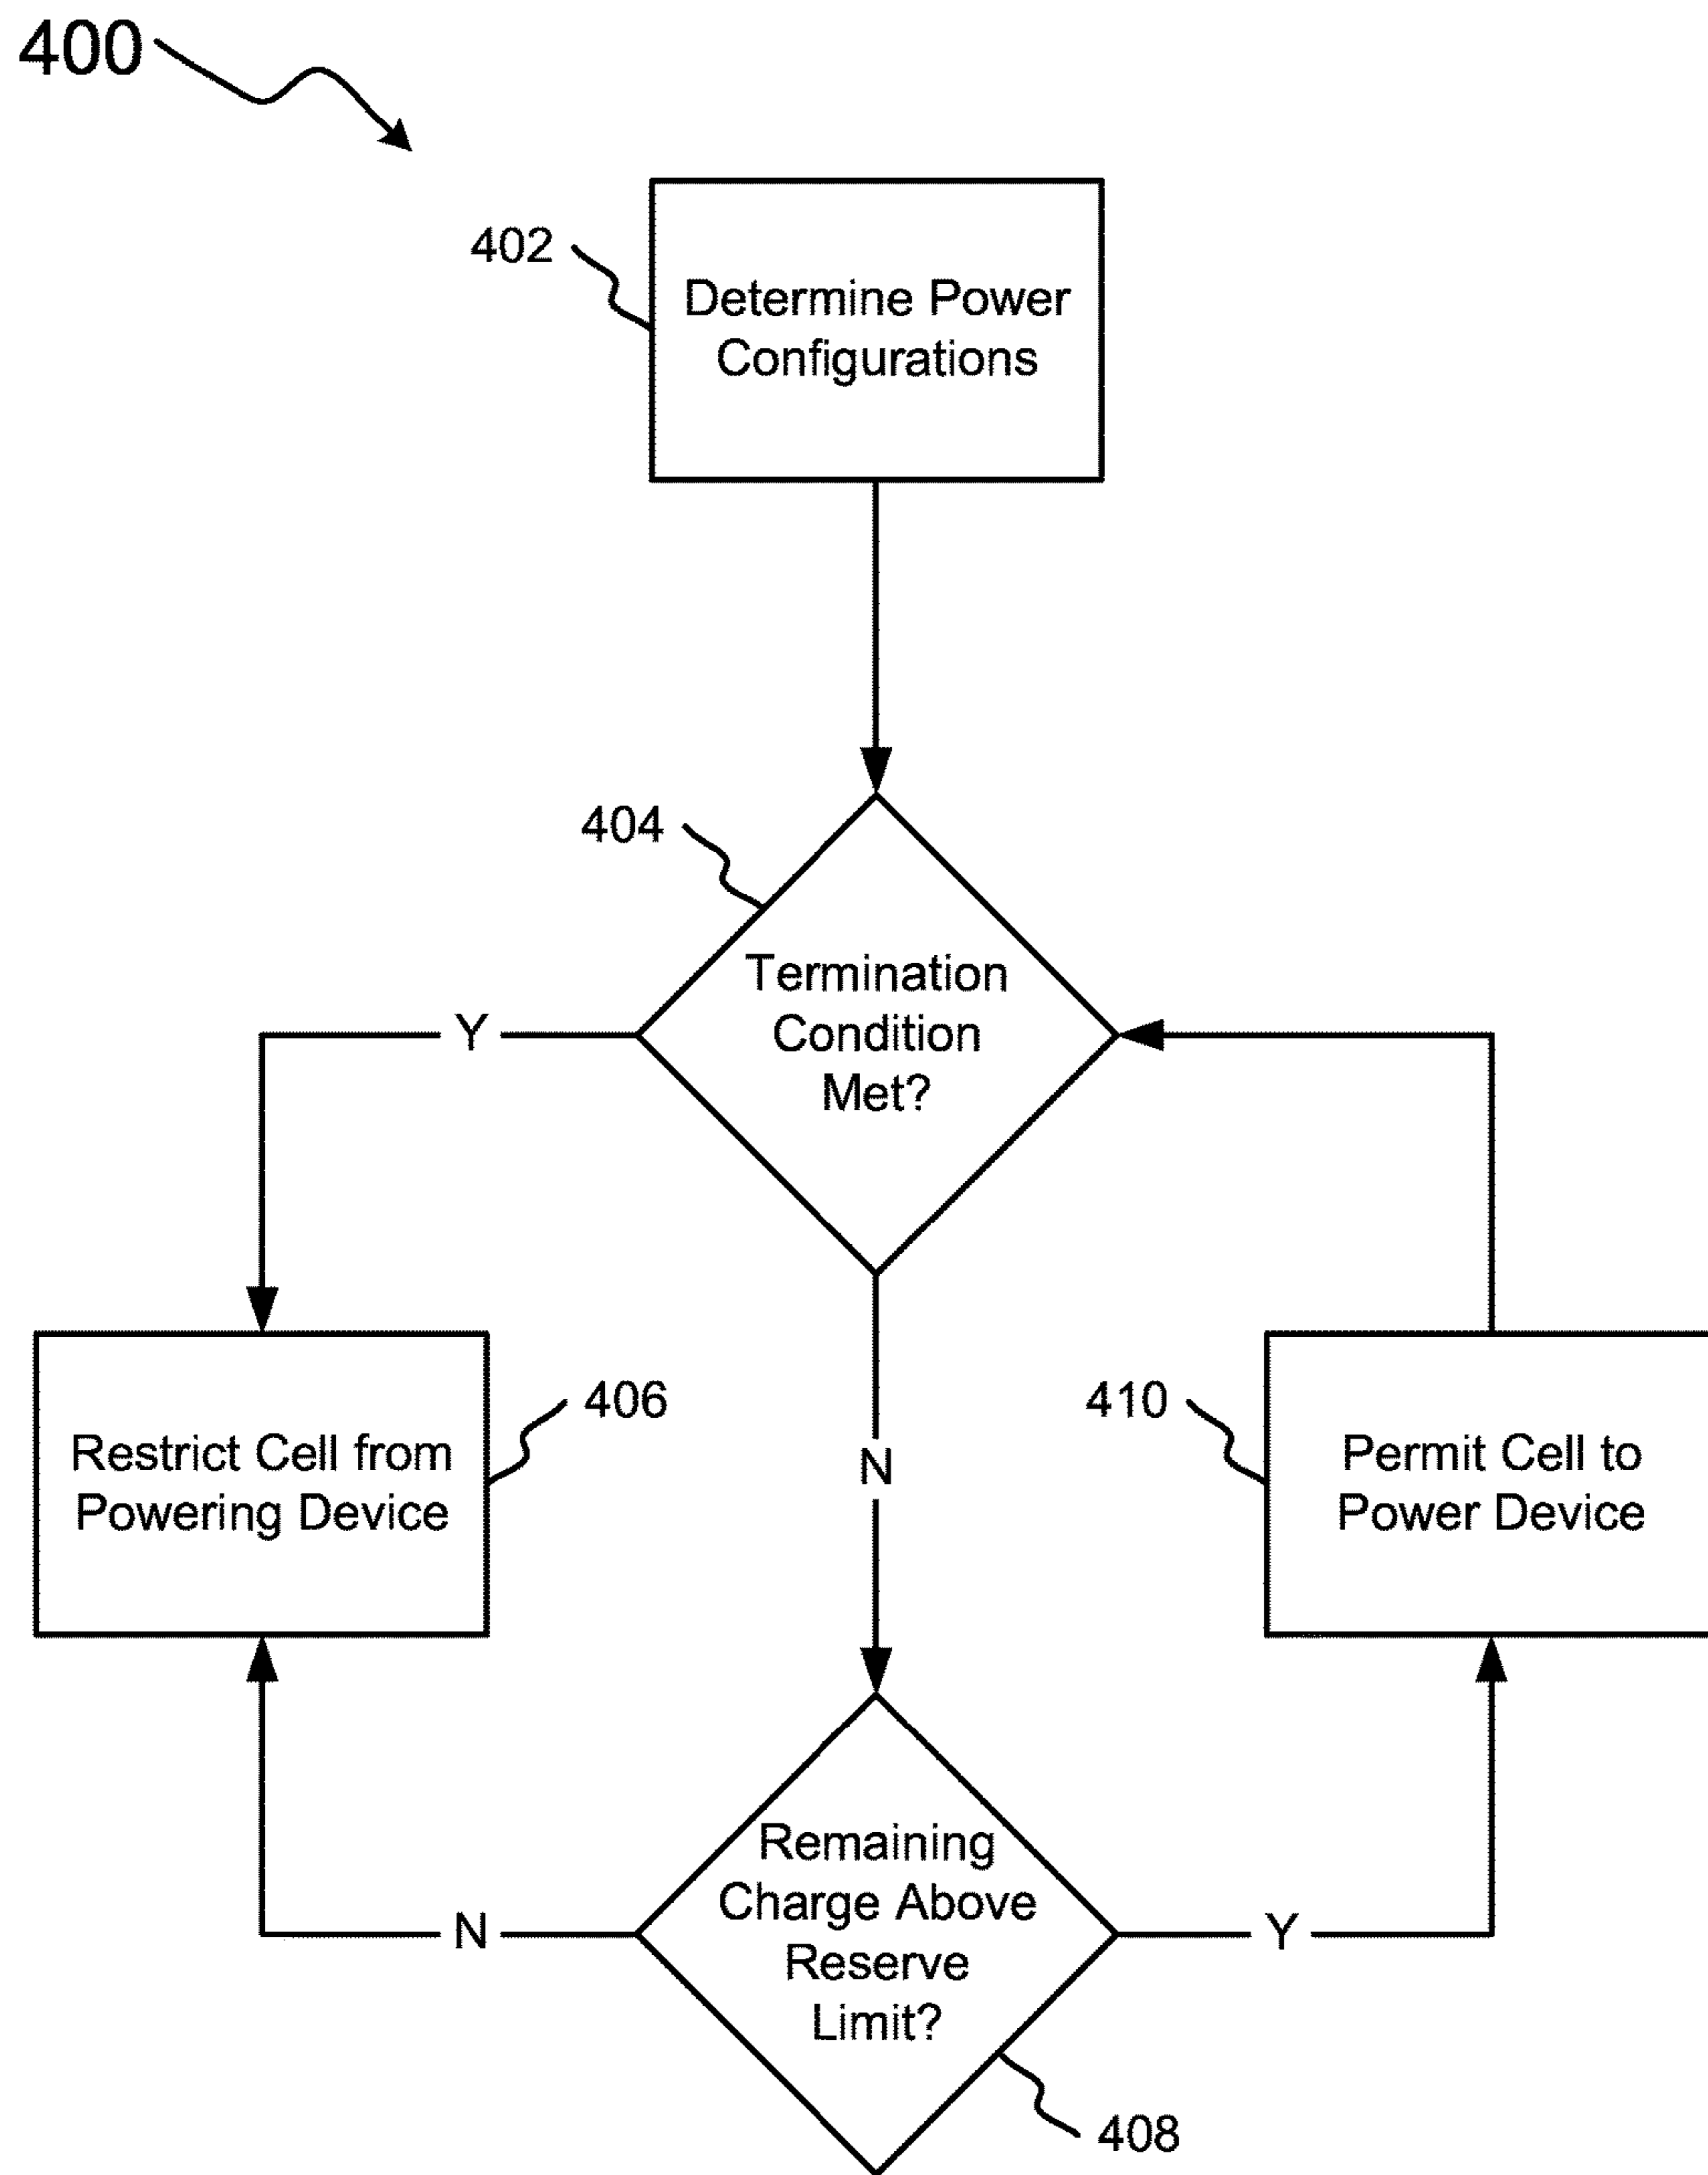 400
402
Determine Power
Configurations
404
Termination
Condition
Met?
Y
N
406
Restrict Cell from
Powering Device
410
Permit Cell to
Power Device
Remaining
Charge Above
Reserve
Limit?
N
Y
408